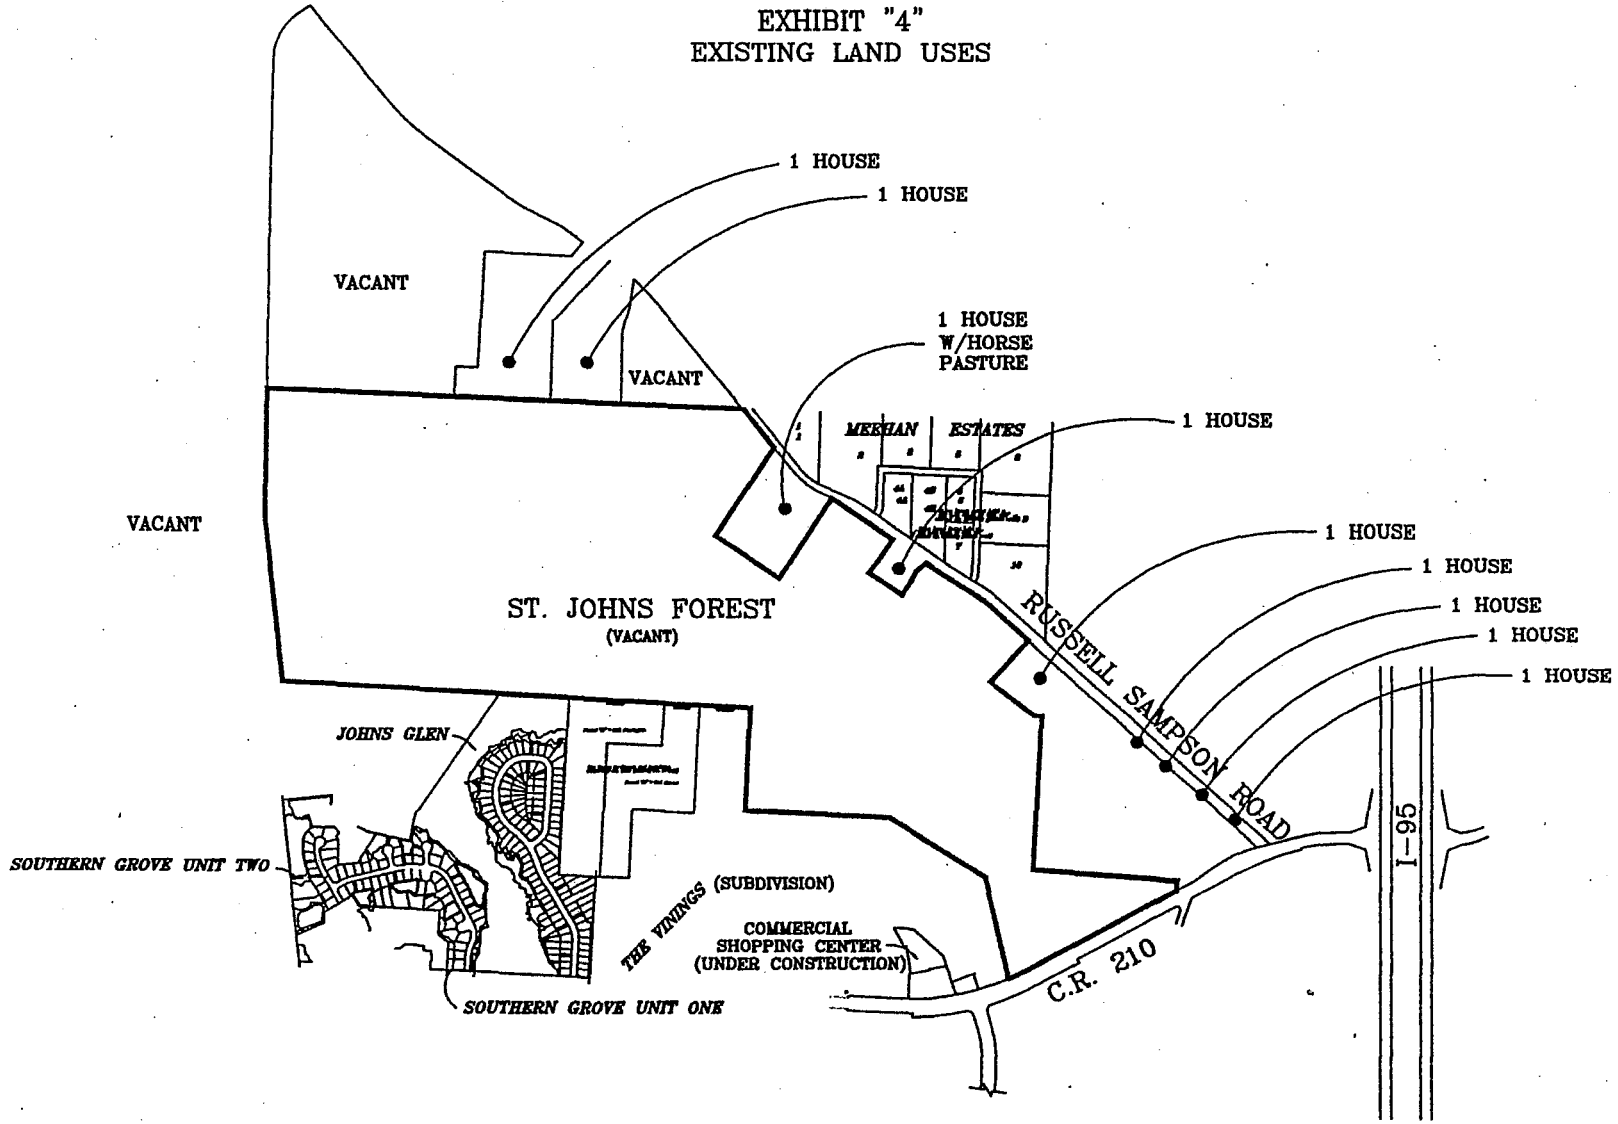 EXHIBIT "4"
EXISTING LAND USES
1 HOUSE
1 HOUSE
VACANT
1 HOUSE
W/HORSE
PASTURE
VACANT
1 HOUSE
MEEHAN ESTATES
VACANT
1 HOUSE
1 HOUSE
ST. JOHNS FOREST
(VACANT)
1 HOUSE
1 HOUSE
1 HOUSE
RUSSELL SAMPSON ROAD
JOHNS GLEN
I-95
SOUTHERN GROVE UNIT TWO
THE VININGS (SUBDIVISION)
COMMERCIAL
SHOPPING CENTER
(UNDER CONSTRUCTION)
C.R. 210
SOUTHERN GROVE UNIT ONE